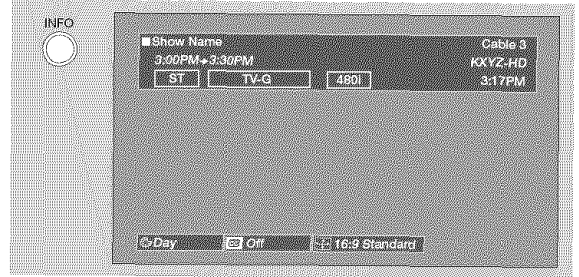 INFO
Show Name Cable 3
3:00PM→3:30PM KXYZ-HD
ST TV-G 480i 3:17PM
Day Off 16:9 Standard